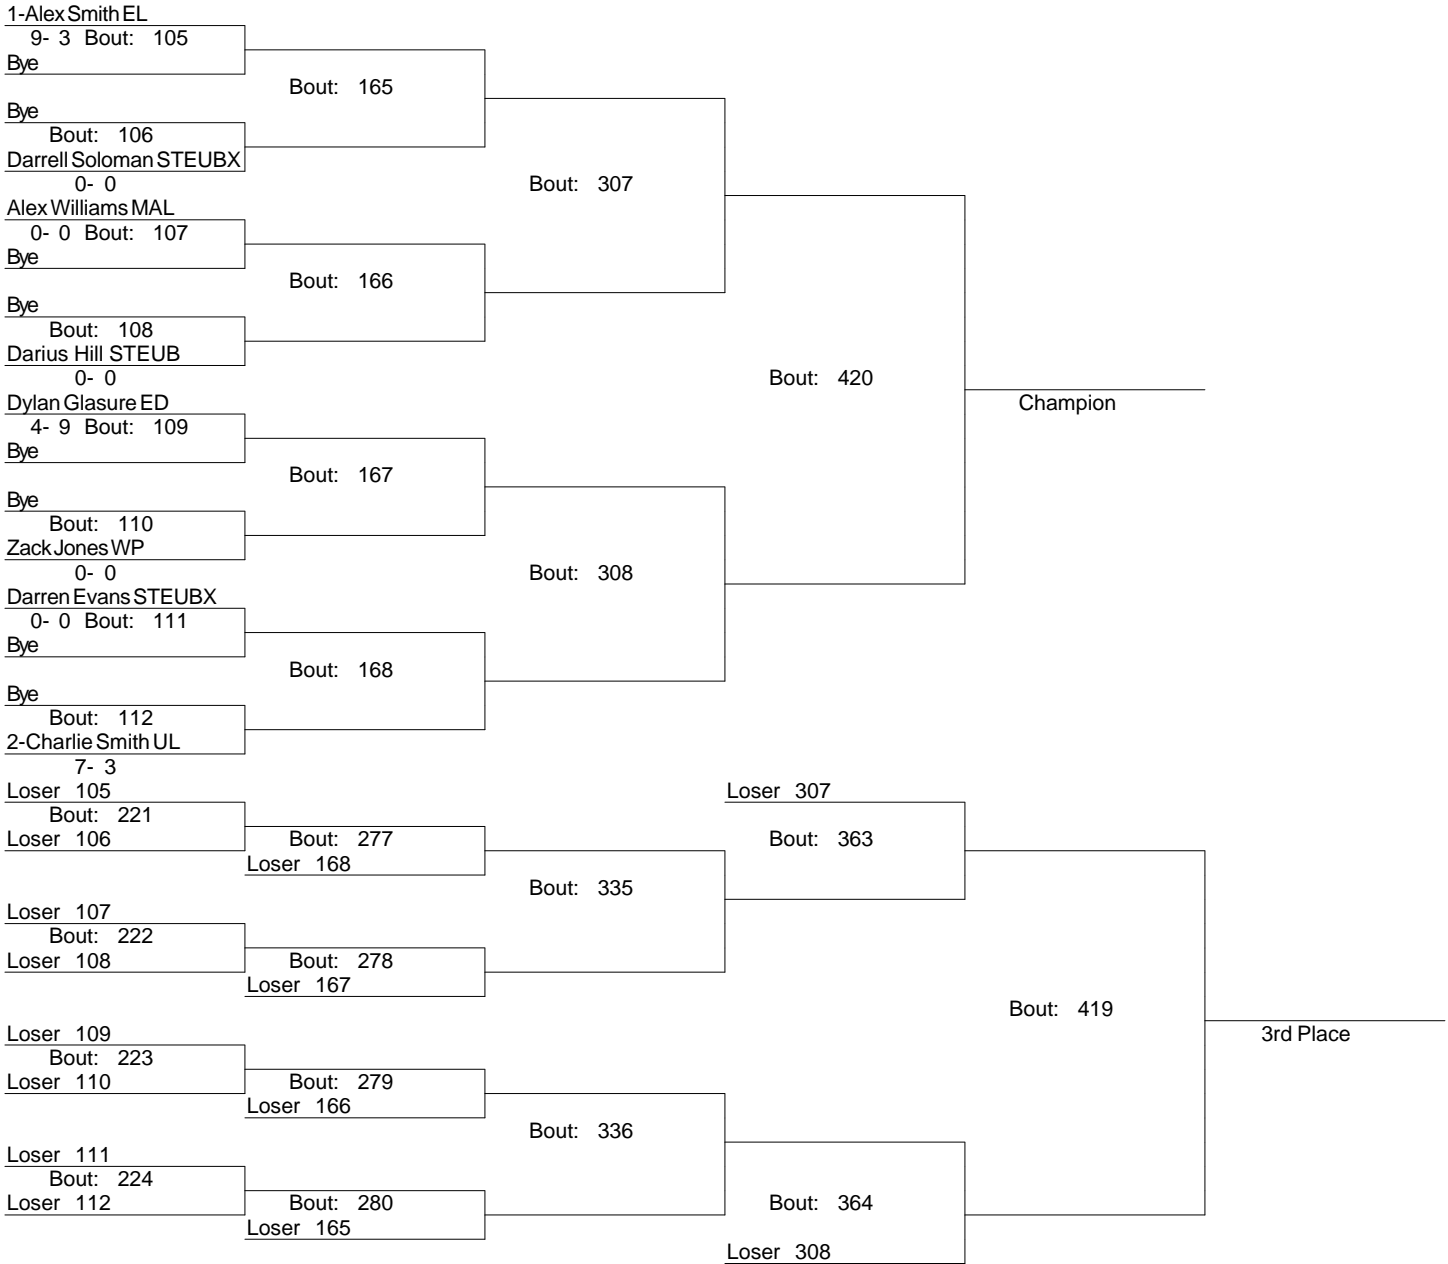 1-Alex Smith EL
9- 3 Bout: 105
Bye
Bout: 165
Bye
Bout: 106
Darrell Soloman STEUBX
0- 0
Bout: 307
Alex Williams MAL
0- 0 Bout: 107
Bye
Bout: 166
Bye
Bout: 108
Darius Hill STEUB
0- 0
Bout: 420
Dylan Glasure ED
4- 9 Bout: 109
Champion
Bye
Bout: 167
Bye
Bout: 110
Zack Jones WP
0- 0
Bout: 308
Darren Evans STEUBX
0- 0 Bout: 111
Bye
Bout: 168
Bye
Bout: 112
2-Charlie Smith UL
7- 3
Loser 105
Loser 307
Bout: 221
Loser 106
Bout: 277
Bout: 363
Loser 168
Bout: 335
Loser 107
Bout: 222
Loser 108
Bout: 278
Loser 167
Bout: 419
Loser 109
3rd Place
Bout: 223
Loser 110
Bout: 279
Loser 166
Bout: 336
Loser 111
Bout: 224
Loser 112
Bout: 280
Bout: 364
Loser 165
Loser 308